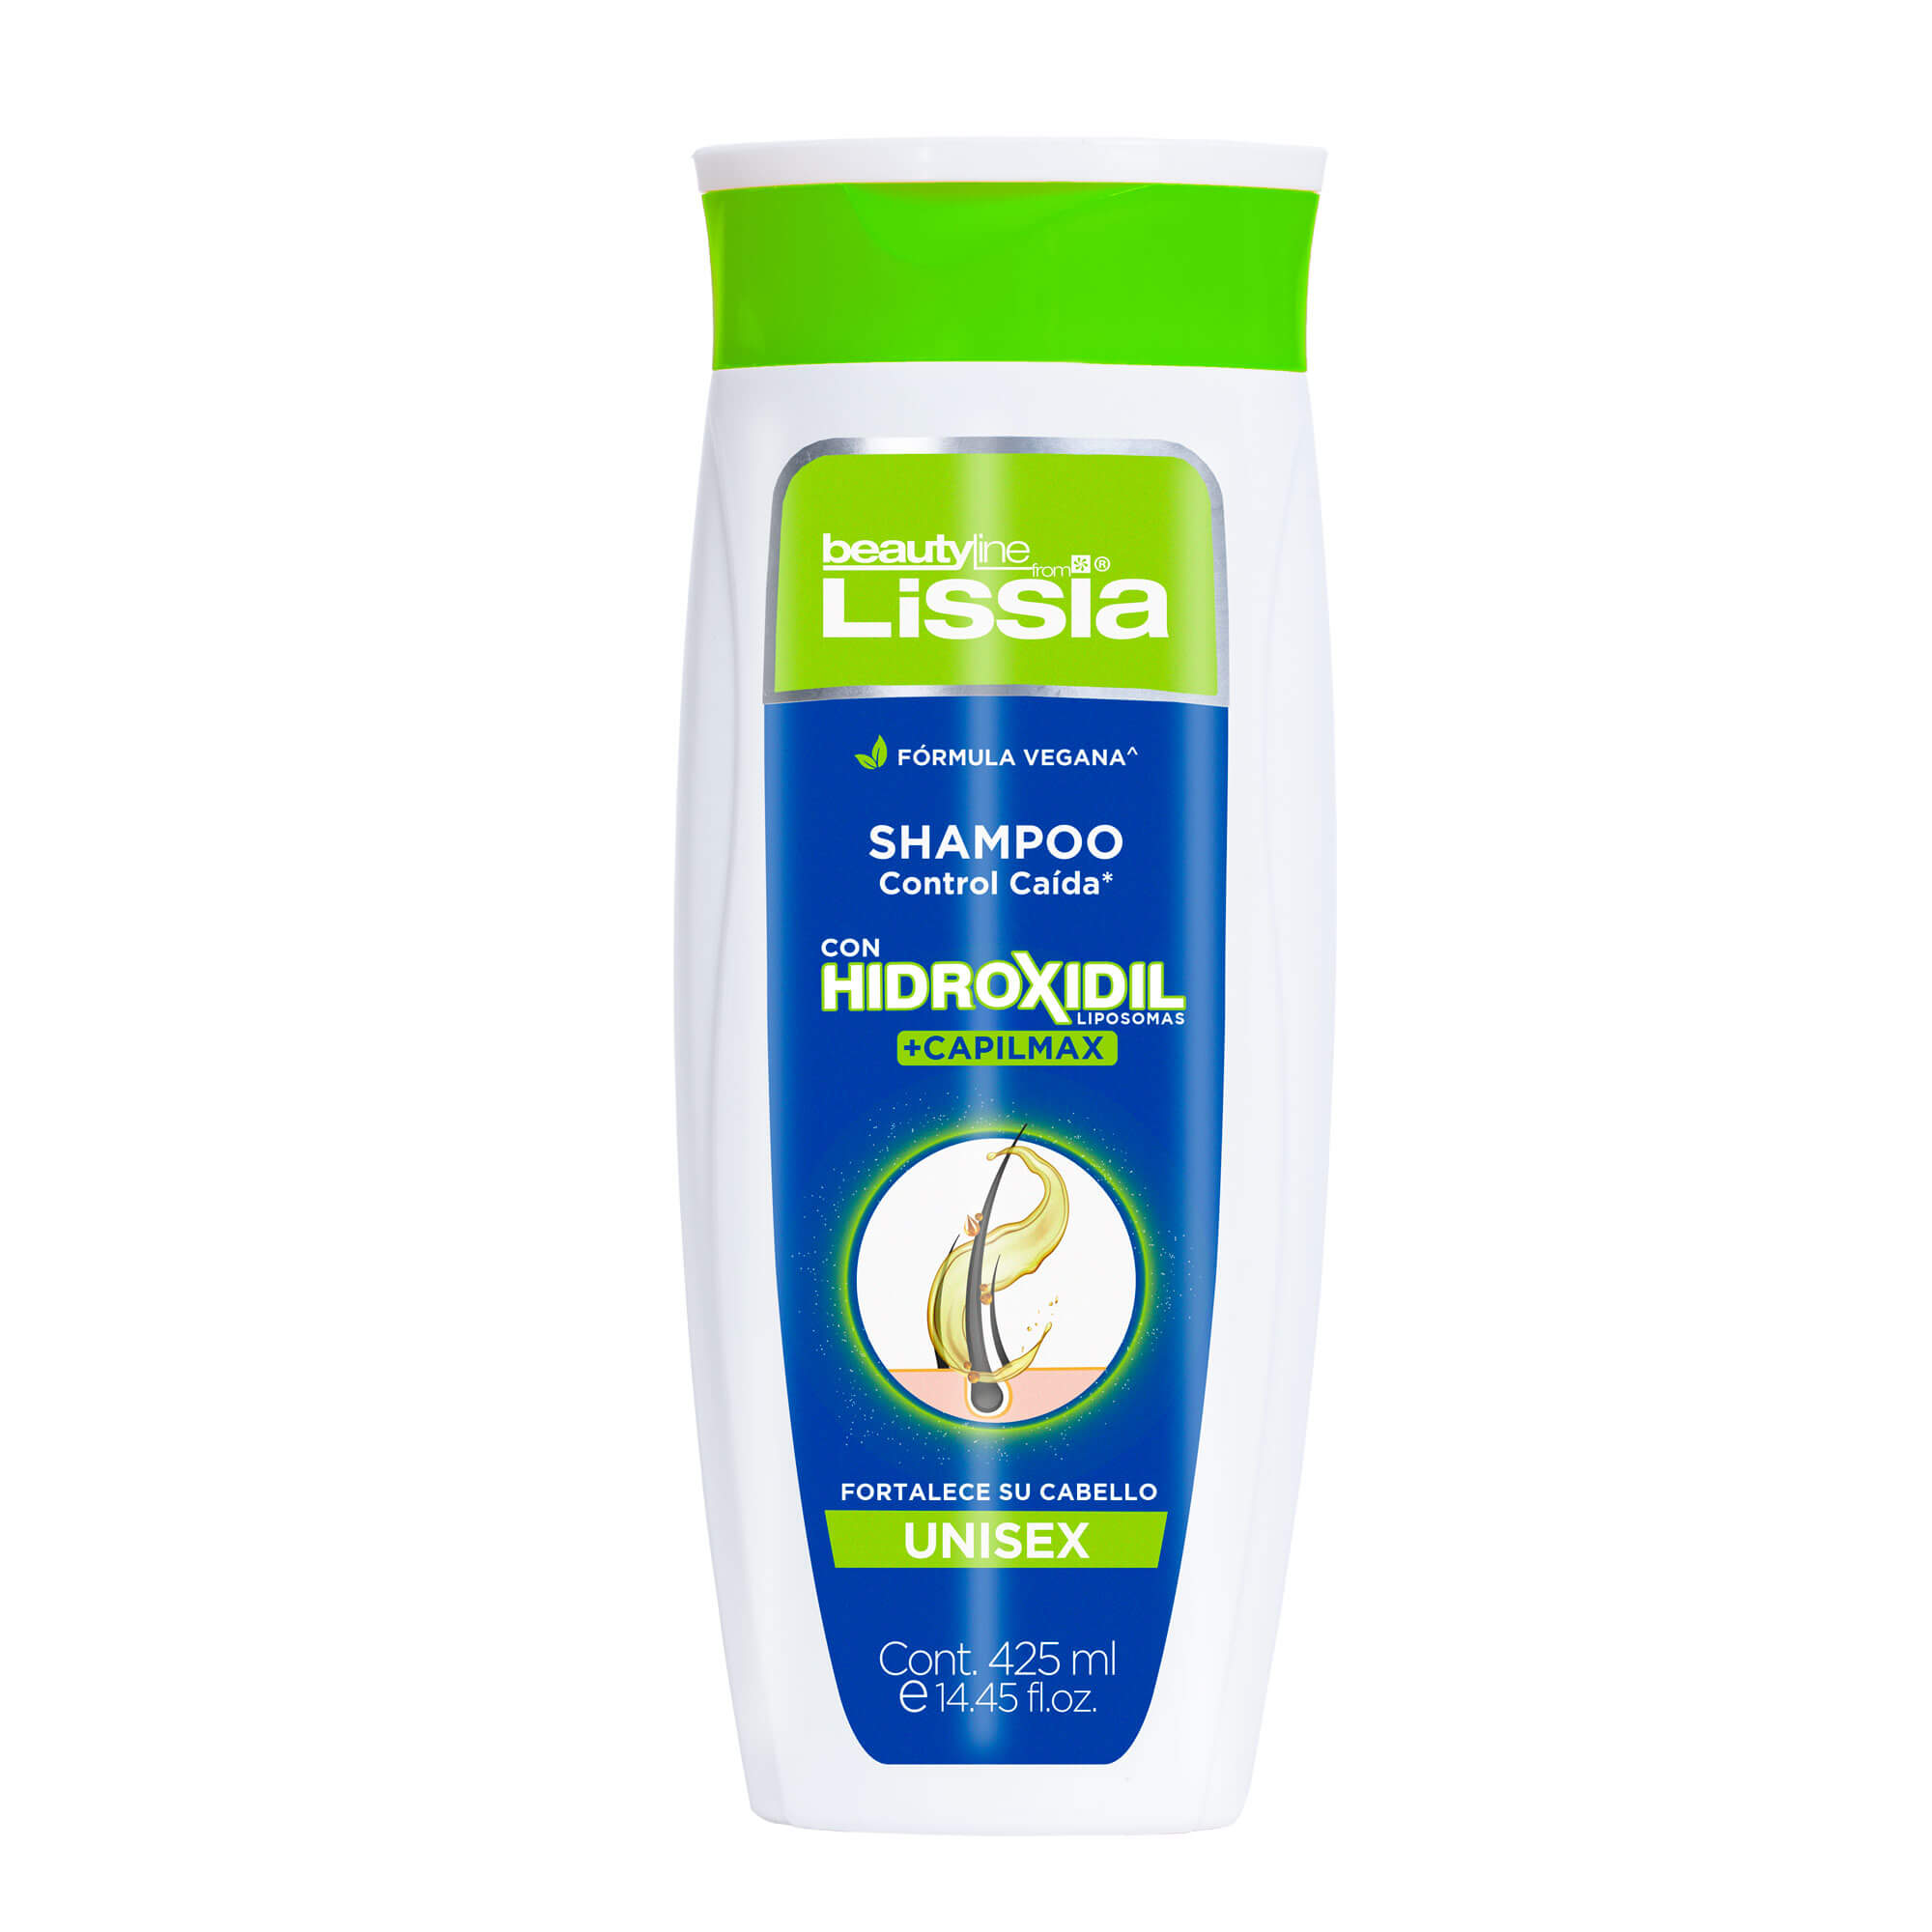 beautyline
from®
Lissia
FÓRMULA VEGANA^
SHAMPOO
Control Caída*
CON
HIDROXIDIL
LIPOSOMAS
+CAPILMAX
FORTALECE SU CABELLO
UNISEX
Cont. 425 ml
e 14.45 fl.oz.